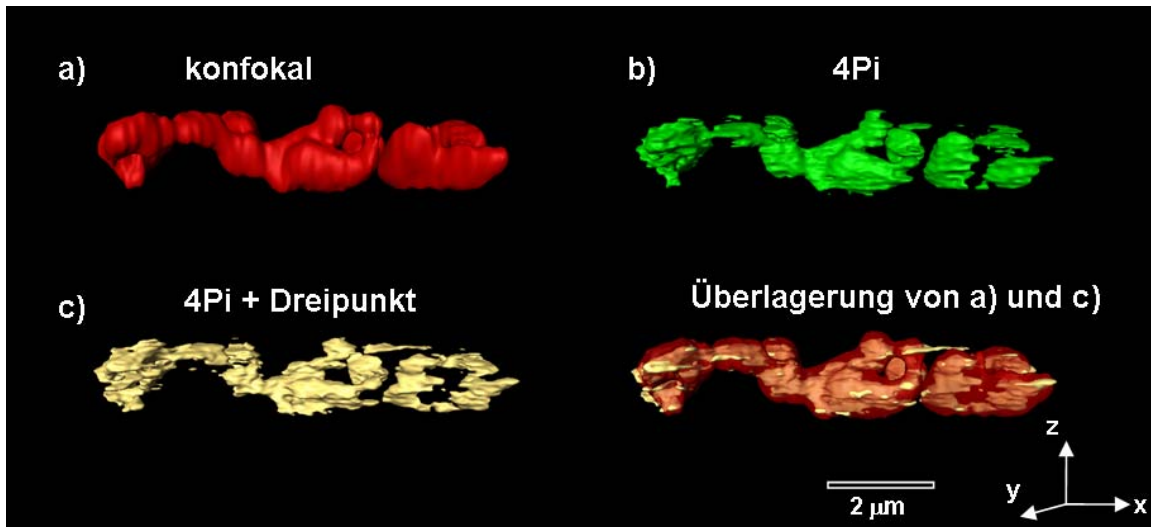 a) konfokal
b) 4Pi
c) 4Pi + Dreipunkt
Überlagerung von a) und c)
2 µm
z
y
x